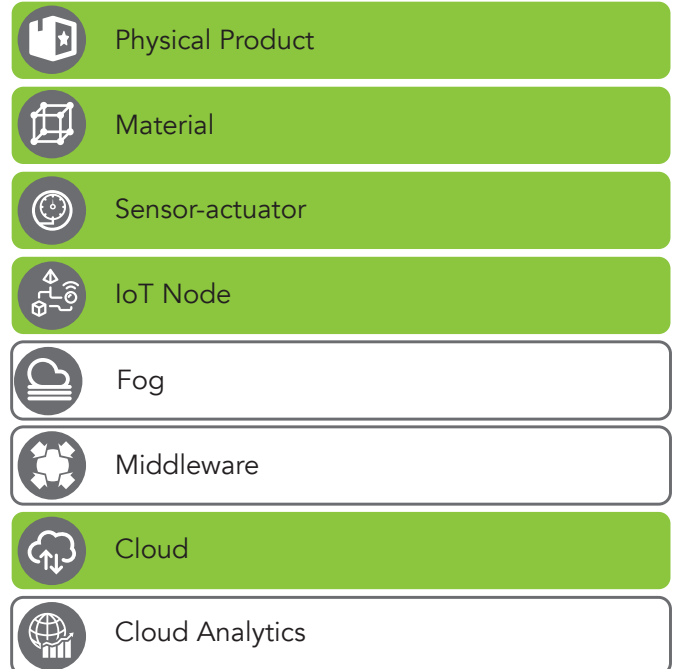 Physical Product
Material
Sensor-actuator
IoT Node
Fog
Middleware
Cloud
Cloud Analytics